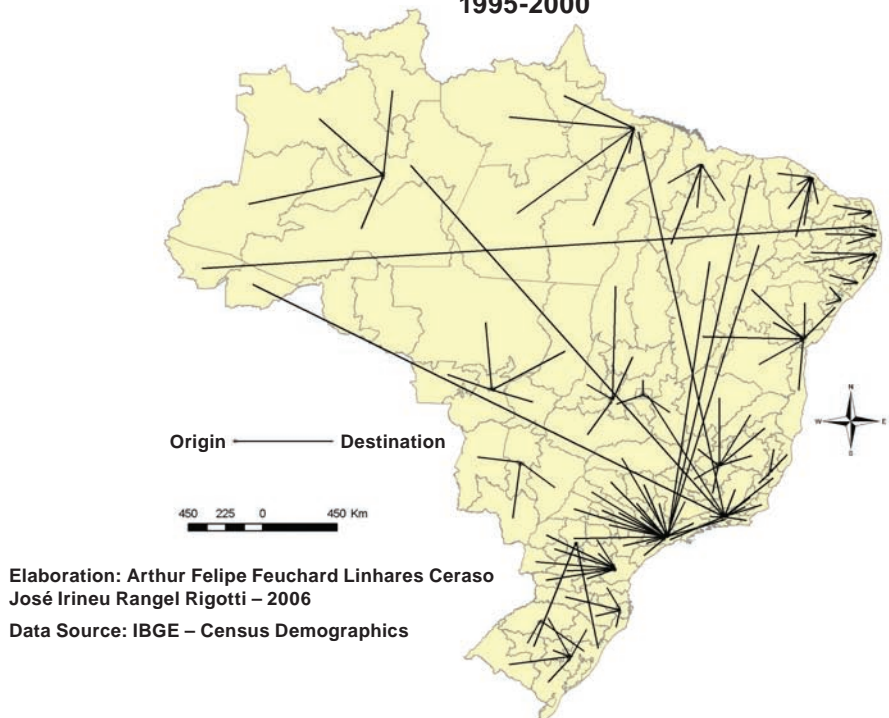 1995-2000
N
W E
S
Origin Destination
450 225 0 450 Km
Elaboration: Arthur Felipe Feuchard Linhares Ceraso
José Irineu Rangel Rigotti – 2006
Data Source: IBGE – Census Demographics